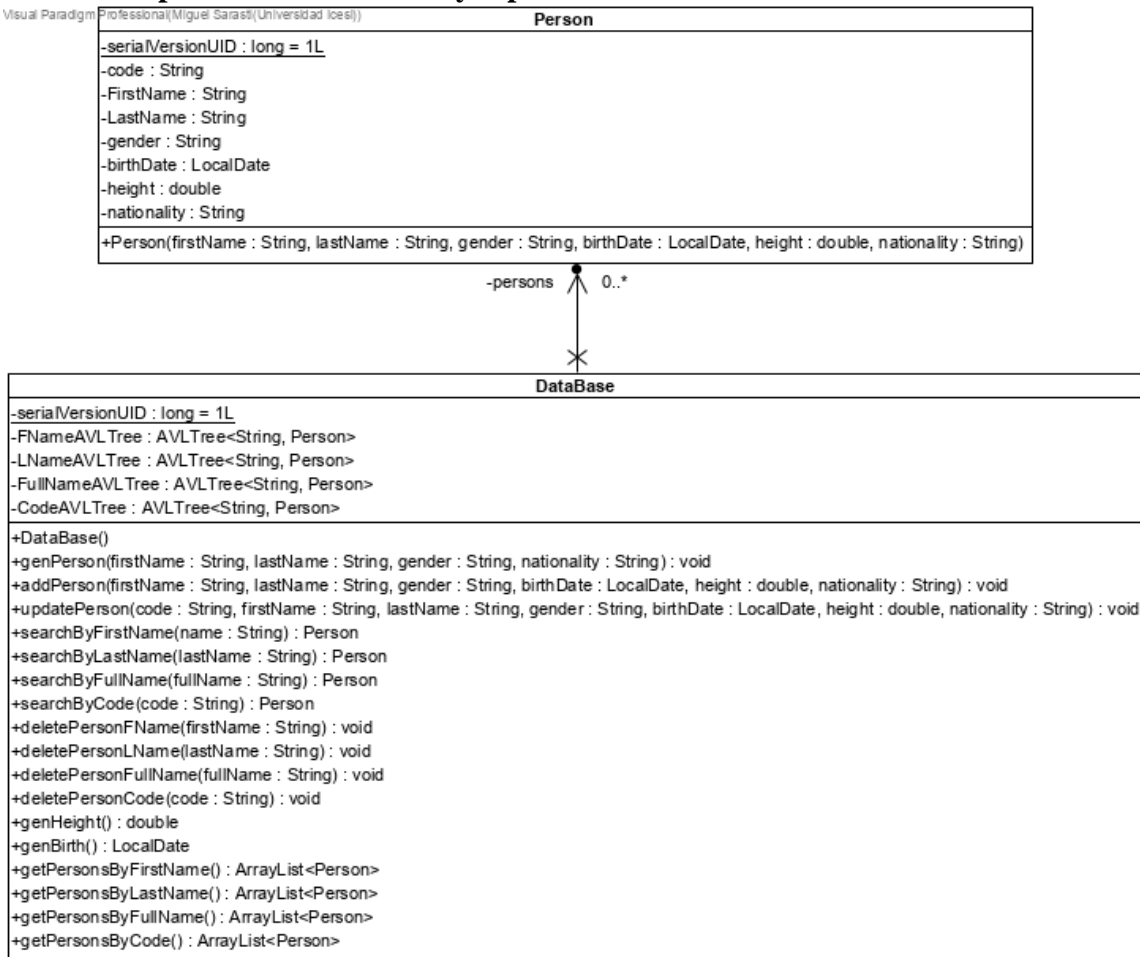 Visual Paradigm Professional(Miguel Sarasti(Universidad Icesi))
Person
-serialVersionUID : long = 1L
-code : String
-FirstName : String
-LastName : String
-gender : String
-birthDate : LocalDate
-height : double
-nationality : String
+Person(firstName : String, lastName : String, gender : String, birthDate : LocalDate, height : double, nationality : String)
-persons 0..*
DataBase
-serialVersionUID : long = 1L
-FNameAVLTree : AVLTree<String, Person>
-LNameAVLTree : AVLTree<String, Person>
-FullNameAVLTree : AVLTree<String, Person>
-CodeAVLTree : AVLTree<String, Person>
+DataBase()
+genPerson(firstName : String, lastName : String, gender : String, nationality : String) : void
+addPerson(firstName : String, lastName : String, gender : String, birthDate : LocalDate, height : double, nationality : String) : void
+updatePerson(code : String, firstName : String, lastName : String, gender : String, birthDate : LocalDate, height : double, nationality : String) : void
+searchByFirstName(name : String) : Person
+searchByLastName(lastName : String) : Person
+searchByFullName(fullName : String) : Person
+searchByCode(code : String) : Person
+deletePersonFName(firstName : String) : void
+deletePersonLName(lastName : String) : void
+deletePersonFullName(fullName : String) : void
+deletePersonCode(code : String) : void
+genHeight() : double
+genBirth() : LocalDate
+getPersonsByFirstName() : ArrayList<Person>
+getPersonsByLastName() : ArrayList<Person>
+getPersonsByFullName() : ArrayList<Person>
+getPersonsByCode() : ArrayList<Person>